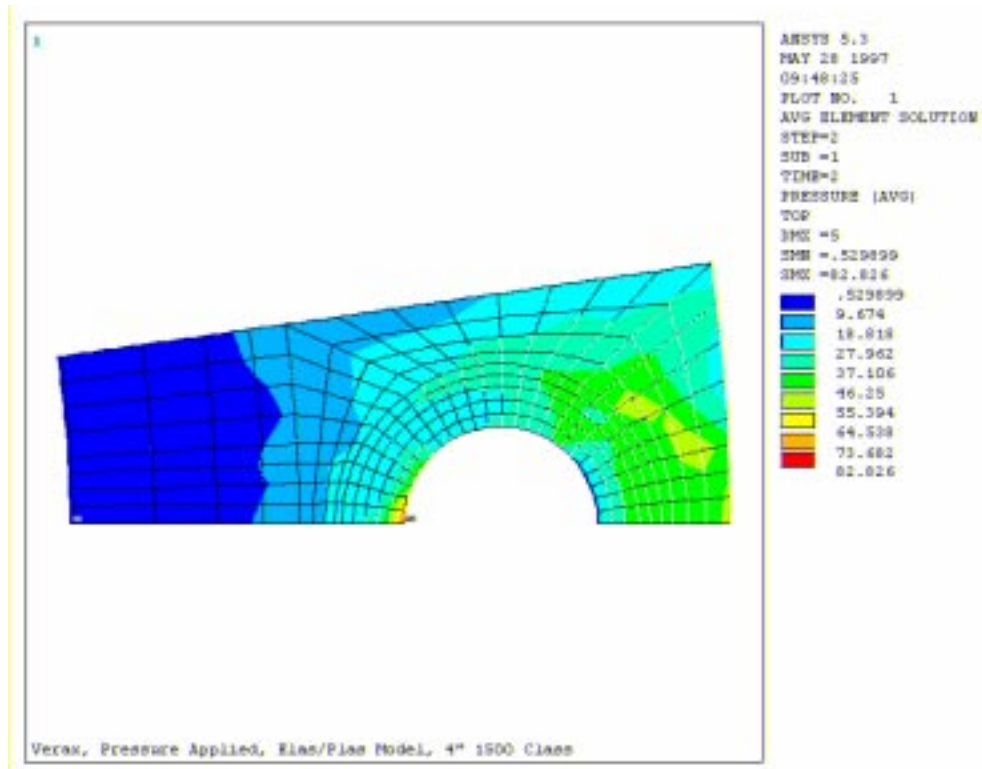 1
ANSYS 5.3
MAY 28 1997
09:48:25
PLOT NO. 1
AVG ELEMENT SOLUTION
STEP=2
SUB =1
TIME=2
PRESSURE (AVG)
TOP
DMX =5
SMN =.529899
SMX =82.826
.529899
9.674
18.818
27.962
37.106
46.25
55.394
64.538
73.682
82.826
Verax, Pressure Applied, Elas/Plas Model, 4" 1500 Class